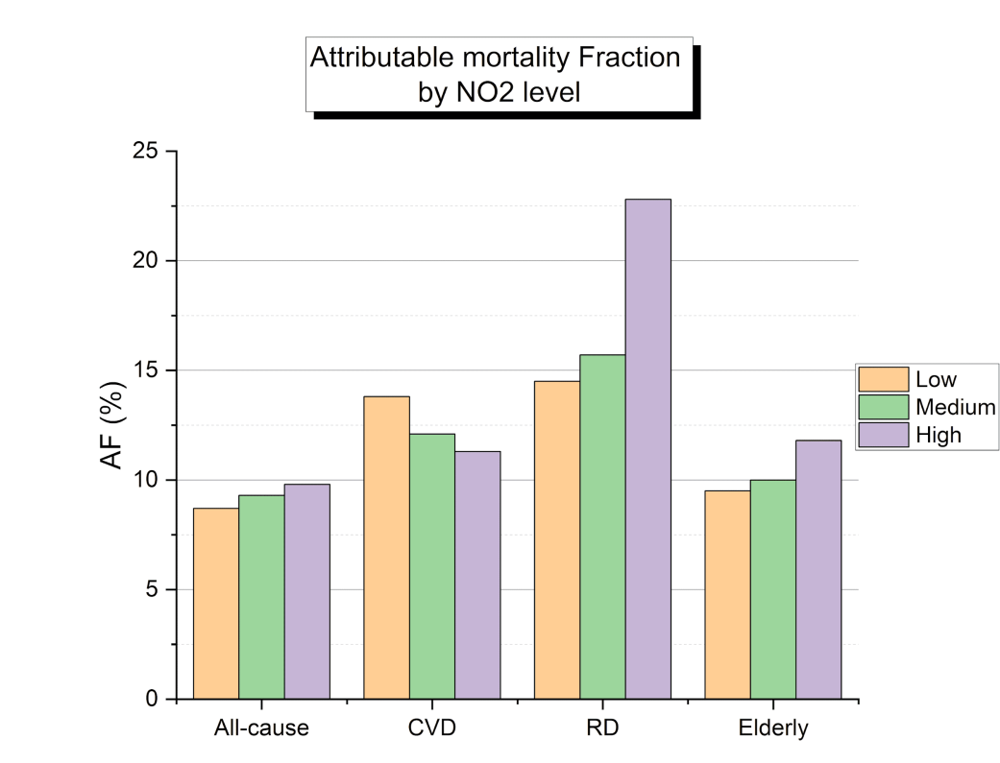 Attributable mortality Fraction
by NO2 level
25
20
15
10
5
0
AF (%)
All-cause
CVD
RD
Elderly
Low
Medium
High